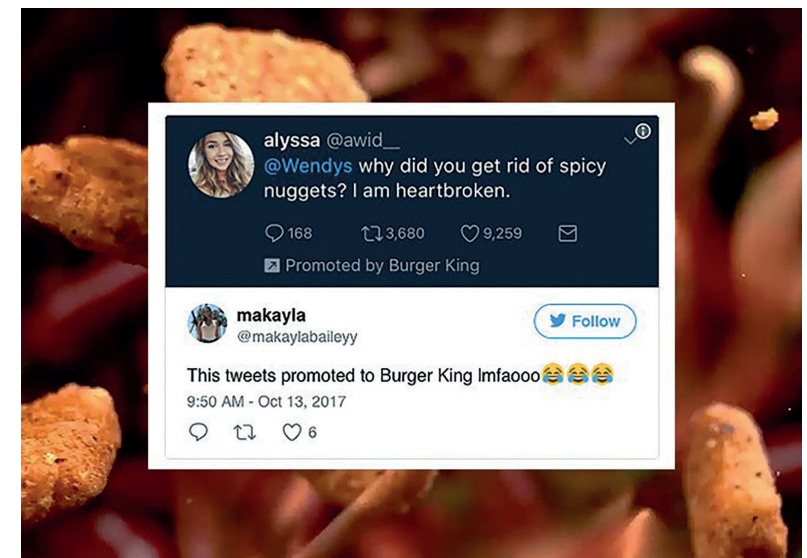 alyssa @awid__
@Wendys why did you get rid of spicy
nuggets? I am heartbroken.
168 3,680 9,259
Promoted by Burger King
makayla
Follow
@makaylabaileyy
This tweets promoted to Burger King lmfaooo😂😂😂
9:50 AM - Oct 13, 2017
6